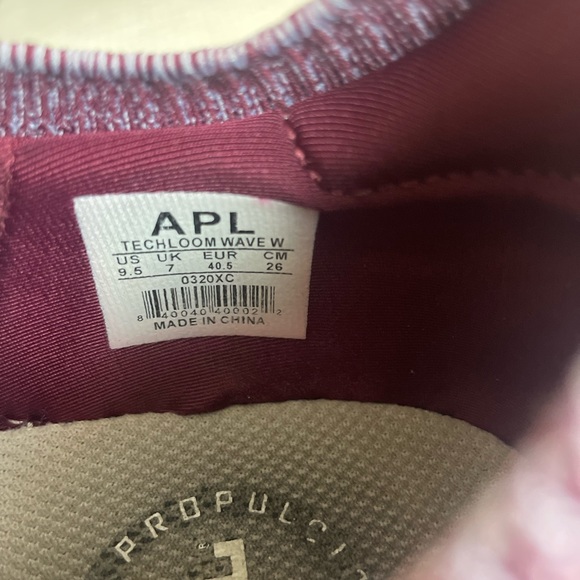 APL
TECHLOOM WAVE W
US UK EUR CM
9.5 7 40.5 26
0320XC
8 40040 40002 2
MADE IN CHINA
PROPULCI